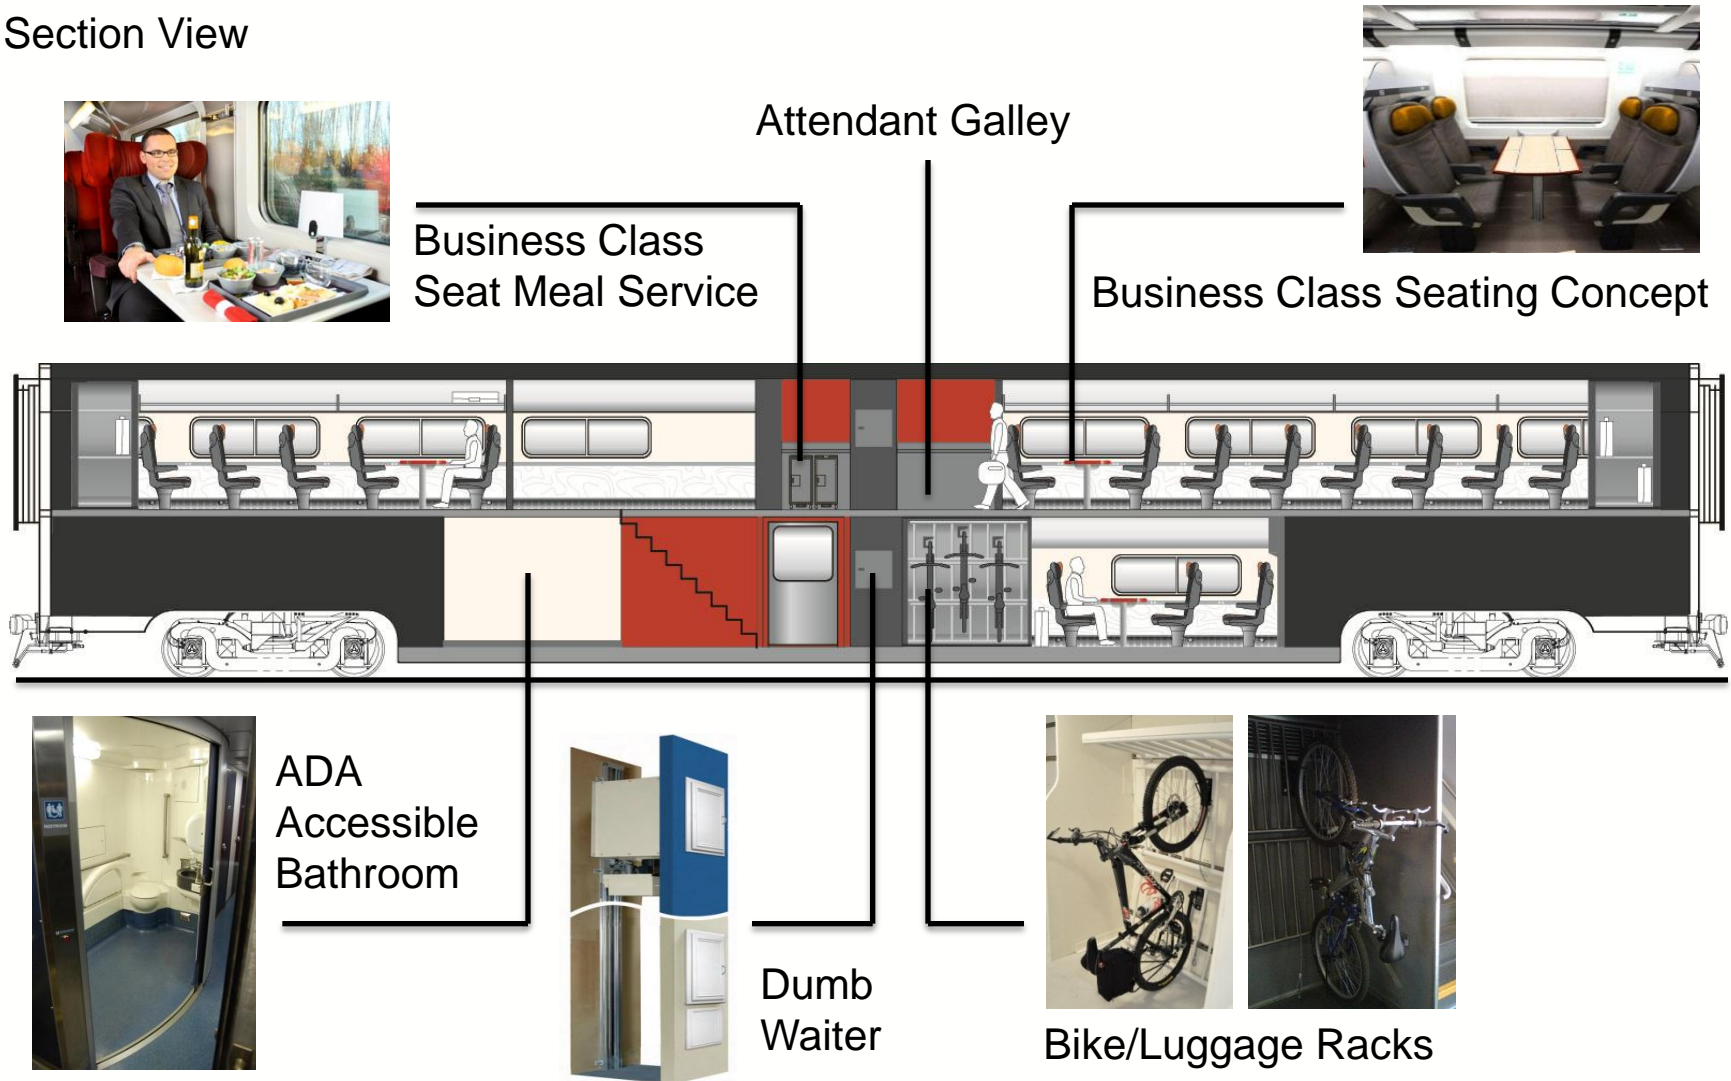 Section View
Attendant Galley
Business Class
Seat Meal Service
Business Class Seating Concept
ADA
Accessible
Bathroom
Dumb
Waiter
Bike/Luggage Racks